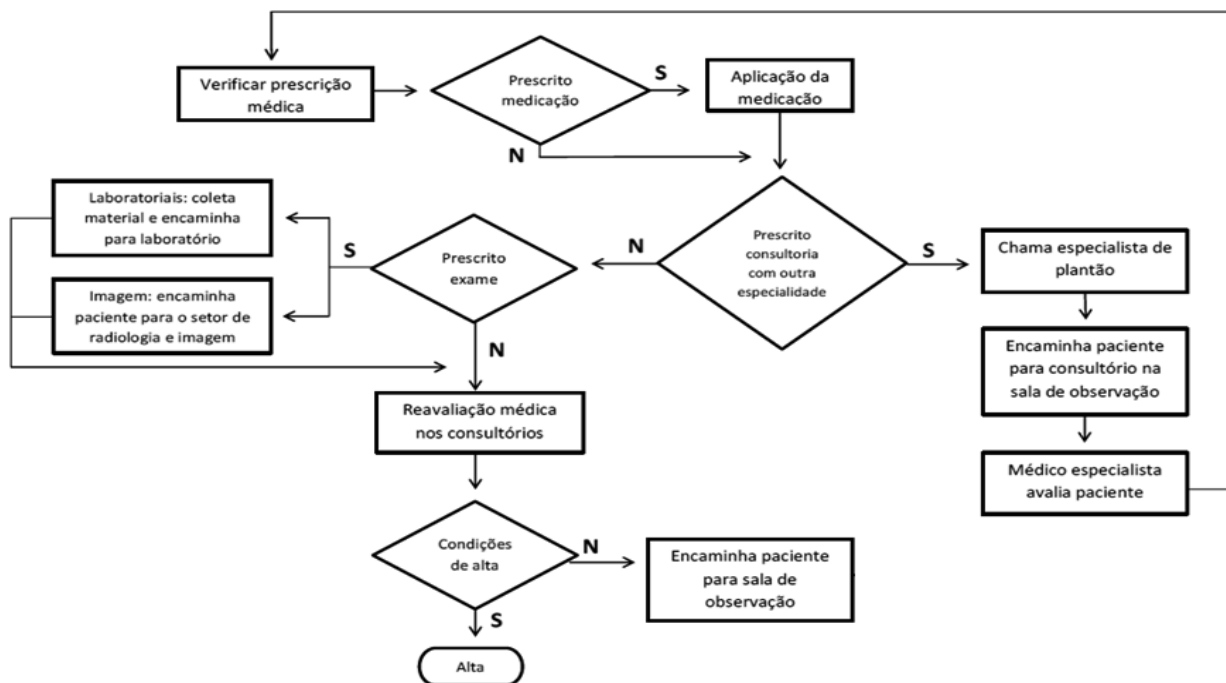 Verificar prescrição
médica
Prescrito
medicação
S
Aplicação da
medicação
N
Laboratoriais: coleta
material e encaminha
para laboratório
Imagem: encaminha
paciente para o setor de
radiologia e imagem
S
Prescrito
exame
N
Prescrito
consultoria
com outra
especialidade
S
Chama especialista de
plantão
Encaminha paciente
para consultório na
sala de observação
Médico especialista
avalia paciente
N
Reavaliação médica
nos consultórios
Condições
de alta
N
Encaminha paciente
para sala de
observação
S
Alta